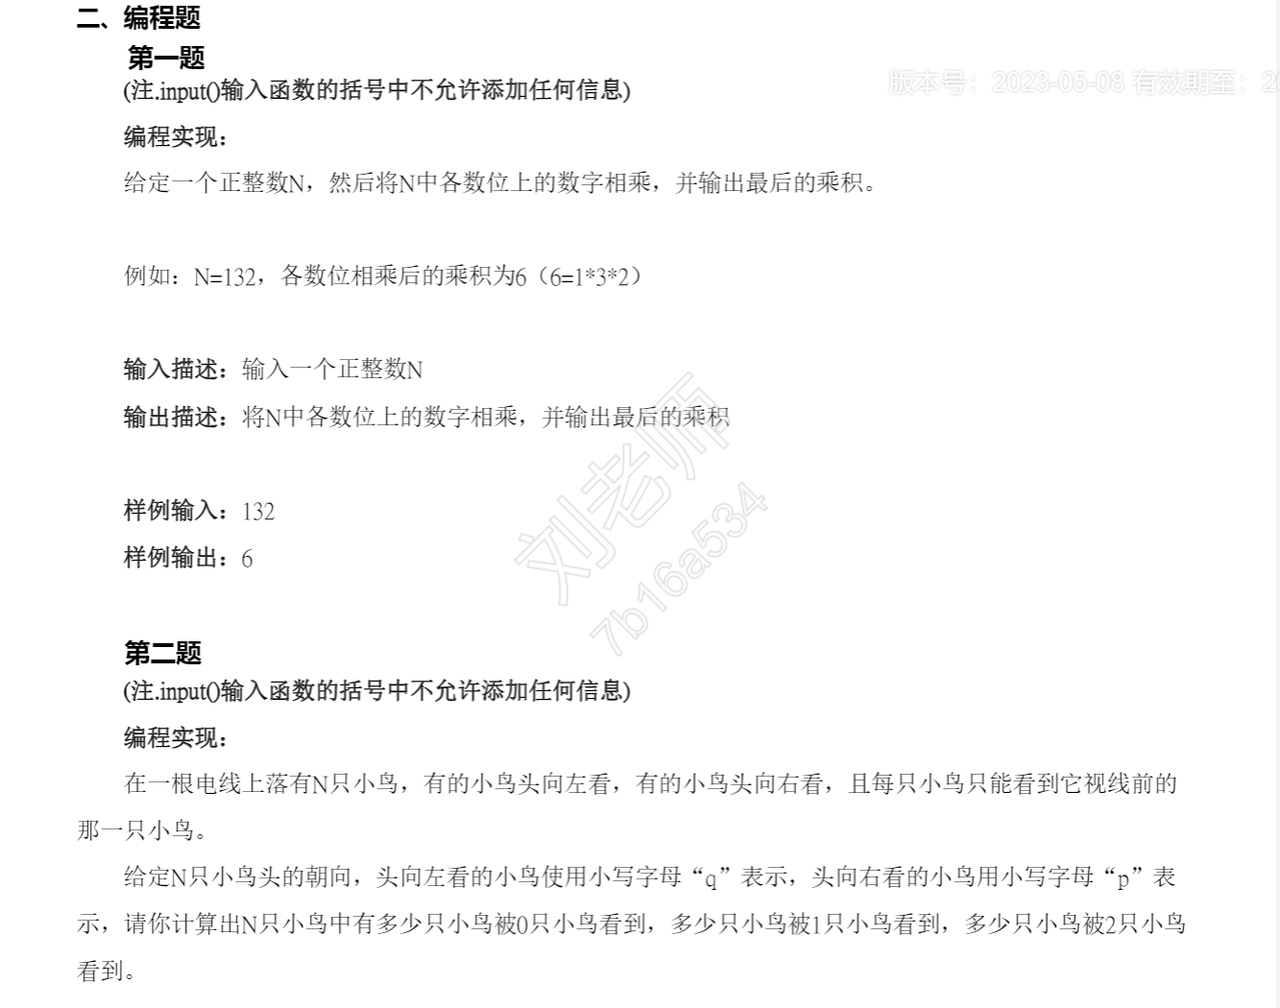 二、编程题
第一题
(注.input()输入函数的括号中不允许添加任何信息)
版本号：2023-05-08 有效期至：20
编程实现：
给定一个正整数N，然后将N中各数位上的数字相乘，并输出最后的乘积。
例如：N=132，各数位相乘后的乘积为6（6=1*3*2）
输入描述：输入一个正整数N
输出描述：将N中各数位上的数字相乘，并输出最后的乘积
样例输入：132
样例输出：6
刘老师
7b16a534
第二题
(注.input()输入函数的括号中不允许添加任何信息)
编程实现：
在一根电线上落有N只小鸟，有的小鸟头向左看，有的小鸟头向右看，且每只小鸟只能看到它视线前的
那一只小鸟。
给定N只小鸟头的朝向，头向左看的小鸟使用小写字母“q”表示，头向右看的小鸟用小写字母“p”表
示，请你计算出N只小鸟中有多少只小鸟被0只小鸟看到，多少只小鸟被1只小鸟看到，多少只小鸟被2只小鸟
看到。